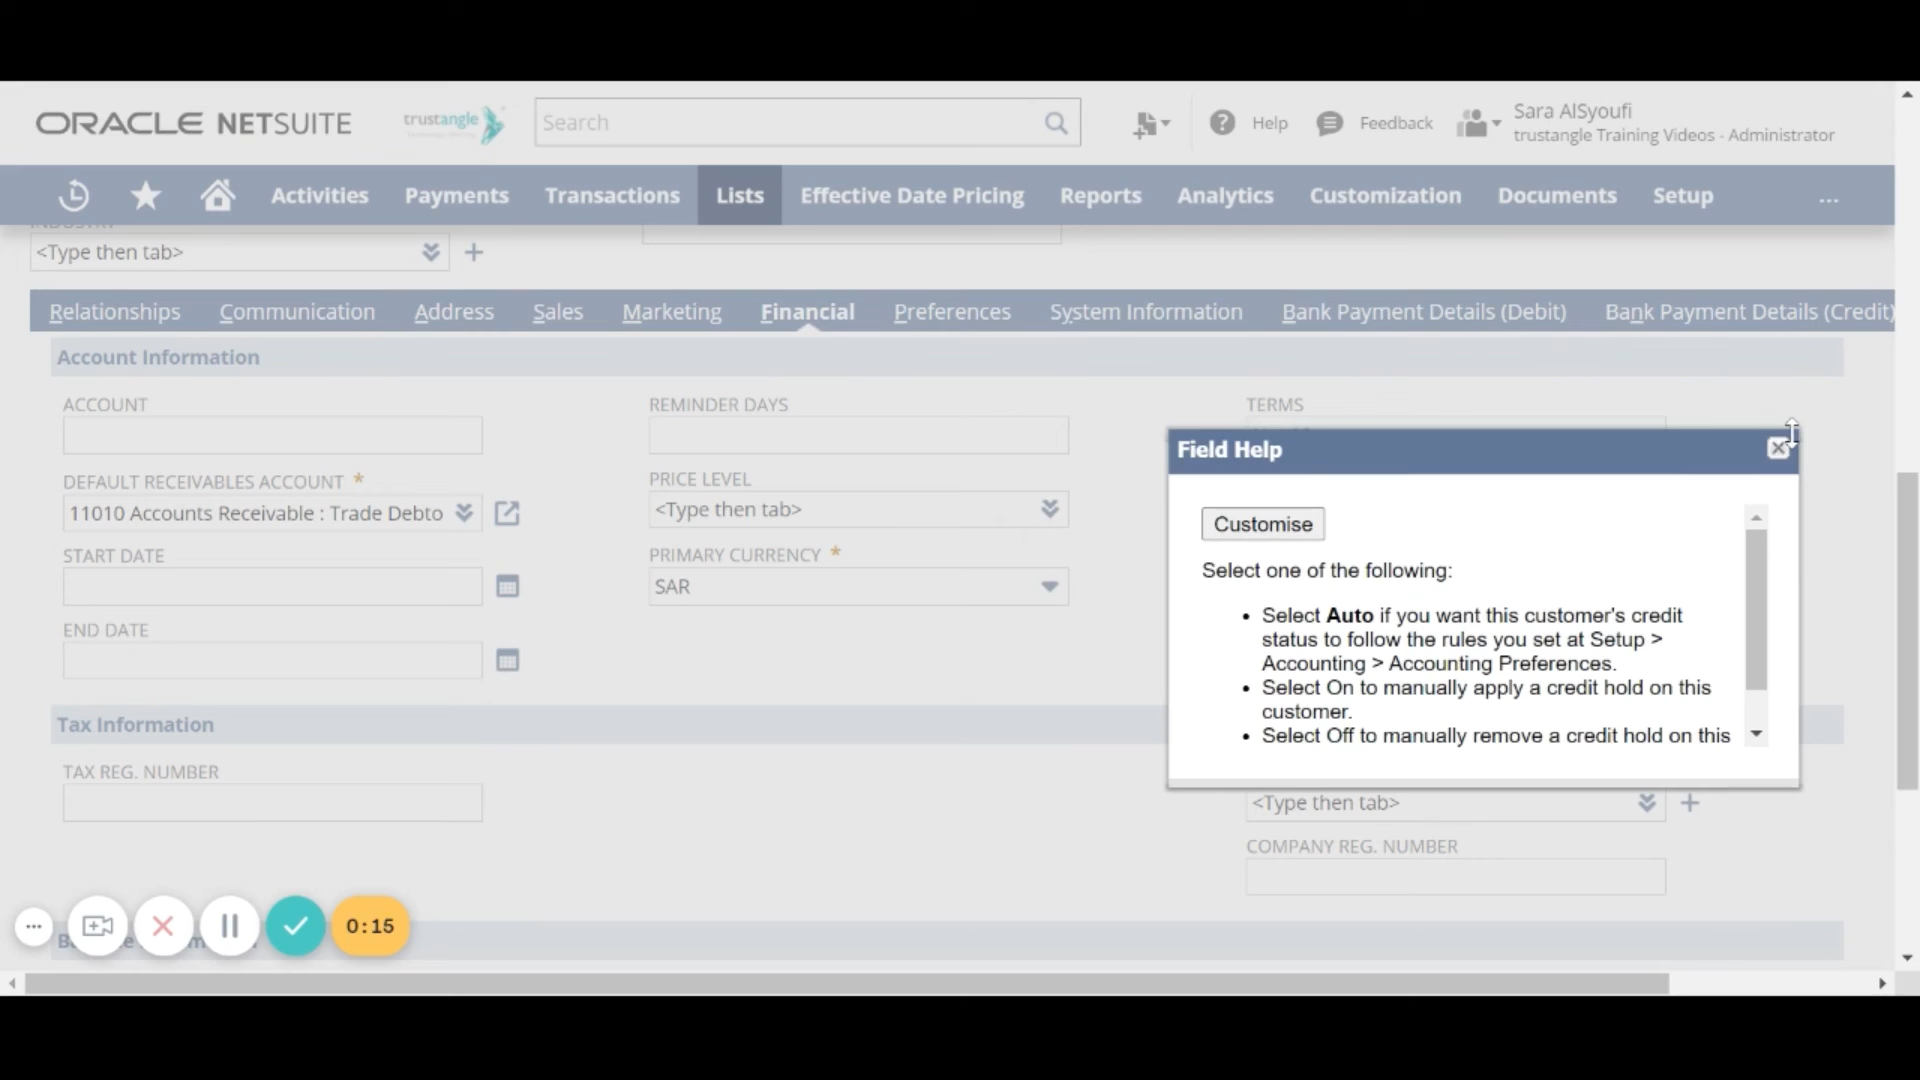 ORACLE NETSUITE
trustangle
Search
Help
Feedback
Sara AlSyoufi
trustangle Training Videos - Administrator
Activities
Payments
Transactions
Lists
Effective Date Pricing
Reports
Analytics
Customization
Documents
Setup
...
INDUSTRY
<Type then tab>
Relationships
Communication
Address
Sales
Marketing
Financial
Preferences
System Information
Bank Payment Details (Debit)
Bank Payment Details (Credit)
Account Information
ACCOUNT
REMINDER DAYS
TERMS
DEFAULT RECEIVABLES ACCOUNT *
11010 Accounts Receivable : Trade Debto
PRICE LEVEL
<Type then tab>
START DATE
PRIMARY CURRENCY *
SAR
END DATE
Field Help
Customise
Select one of the following:
• Select Auto if you want this customer's credit
status to follow the rules you set at Setup >
Accounting > Accounting Preferences.
• Select On to manually apply a credit hold on this
customer.
• Select Off to manually remove a credit hold on this
Tax Information
TAX REG. NUMBER
<Type then tab>
COMPANY REG. NUMBER
0:15